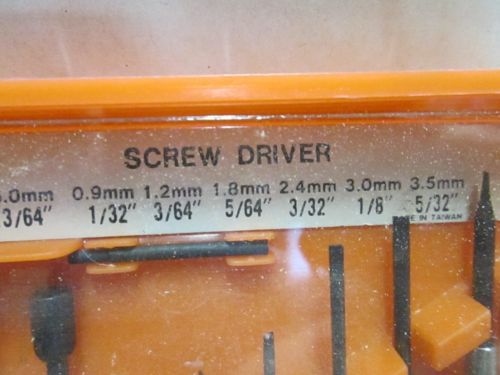 SCREW DRIVER
.0mm 0.9mm 1.2mm 1.8mm 2.4mm 3.0mm 3.5mm
3/64" 1/32" 3/64" 5/64" 3/32" 1/8" 5/32"
IN TAIWAN